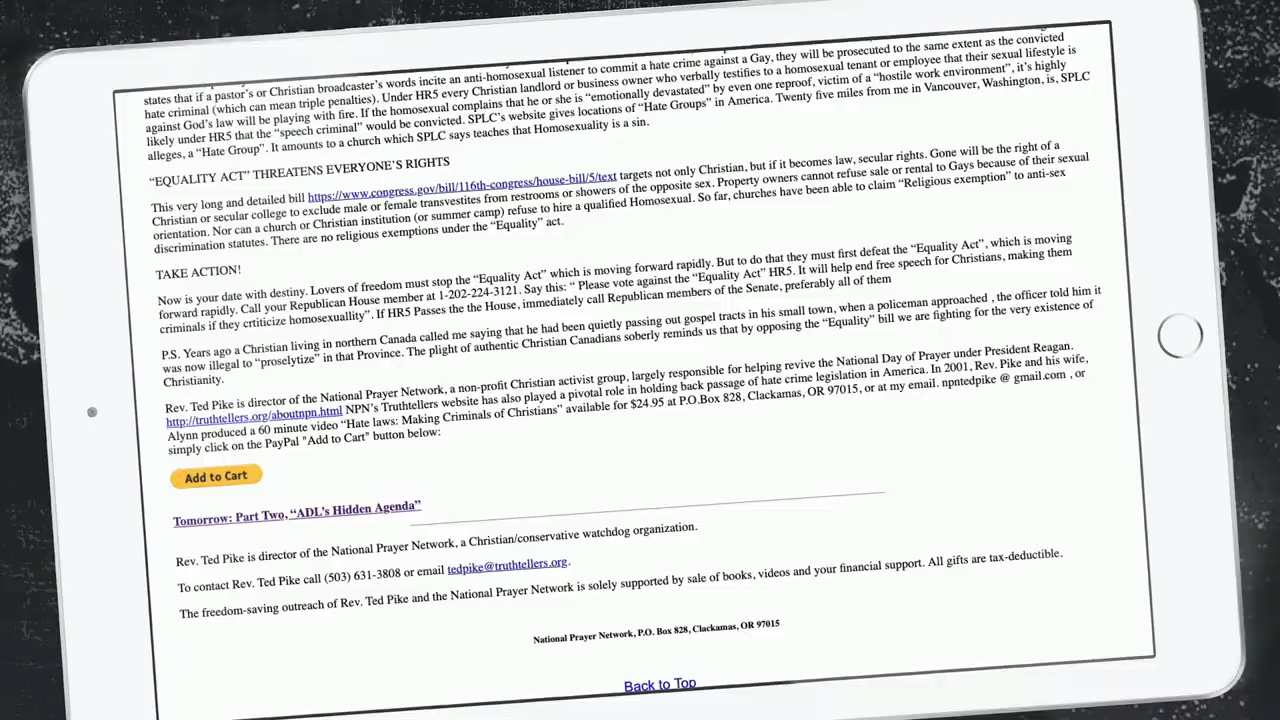 states that if a pastor's or Christian broadcaster's words incite an anti-homosexual listener to commit a hate crime against a Gay, they will be prosecuted to the same extent as the convicted
hate criminal (which can mean triple penalties). Under HR5 every Christian landlord or business owner who verbally testifies to a homosexual tenant or employee that their sexual lifestyle is
against God's law will be playing with fire. If the homosexual complains that he or she is "emotionally devastated" by even one reproof, victim of a "hostile work environment", it's highly
likely under HR5 that the "speech criminal" would be convicted. SPLC's website gives locations of "Hate Groups" in America. Twenty five miles from me in Vancouver, Washington, is, SPLC
alleges, a "Hate Group". It amounts to a church which SPLC says teaches that Homosexuality is a sin.
"EQUALITY ACT" THREATENS EVERYONE'S RIGHTS
This very long and detailed bill https://www.congress.gov/bill/116th-congress/house-bill/5/text targets not only Christian, but if it becomes law, secular rights. Gone will be the right of a
Christian or secular college to exclude male or female transvestites from restrooms or showers of the opposite sex. Property owners cannot refuse sale or rental to Gays because of their sexual
orientation. Nor can a church or Christian institution (or summer camp) refuse to hire a qualified Homosexual. So far, churches have been able to claim "Religious exemption" to anti-sex
discrimination statutes. There are no religious exemptions under the "Equality" act.
TAKE ACTION!
Now is your date with destiny. Lovers of freedom must stop the "Equality Act" which is moving forward rapidly. But to do that they must first defeat the "Equality Act", which is moving
forward rapidly. Call your Republican House member at 1-202-224-3121. Say this: " Please vote against the "Equality Act" HR5. It will help end free speech for Christians, making them
criminals if they criticize homosexuallity". If HR5 Passes the the House, immediately call Republican members of the Senate, preferably all of them
P.S. Years ago a Christian living in northern Canada called me saying that he had been quietly passing out gospel tracts in his small town, when a policeman approached , the officer told him it
was now illegal to "proselytize" in that Province. The plight of authentic Christian Canadians soberly reminds us that by opposing the "Equality" bill we are fighting for the very existence of
Christianity.
Rev. Ted Pike is director of the National Prayer Network, a non-profit Christian activist group, largely responsible for helping revive the National Day of Prayer under President Reagan.
http://truthtellers.org/aboutnpn.html NPN's Truthtellers website has also played a pivotal role in holding back passage of hate crime legislation in America. In 2001, Rev. Pike and his wife,
Alynn produced a 60 minute video "Hate laws: Making Criminals of Christians" available for $24.95 at P.O.Box 828, Clackamas, OR 97015, or at my email. npntedpike @ gmail.com , or
simply click on the PayPal "Add to Cart" button below:
Add to Cart
Tomorrow: Part Two, "ADL's Hidden Agenda"
Rev. Ted Pike is director of the National Prayer Network, a Christian/conservative watchdog organization.
To contact Rev. Ted Pike call (503) 631-3808 or email tedpike@truthtellers.org.
The freedom-saving outreach of Rev. Ted Pike and the National Prayer Network is solely supported by sale of books, videos and your financial support. All gifts are tax-deductible.
National Prayer Network, P.O. Box 828, Clackamas, OR 97015
Back to Top